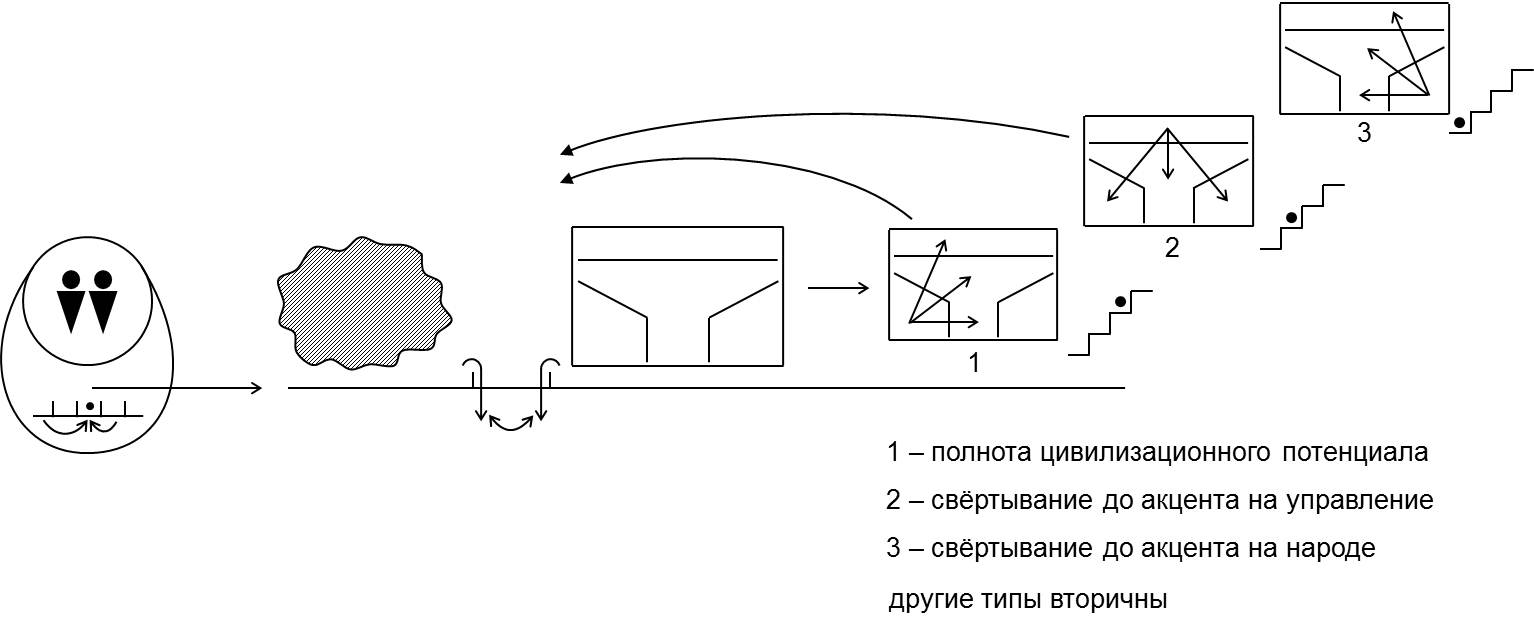 3
2
1
1 – полнота цивилизационного потенциала
2 – свёртывание до акцента на управление
3 – свёртывание до акцента на народе
другие типы вторичны